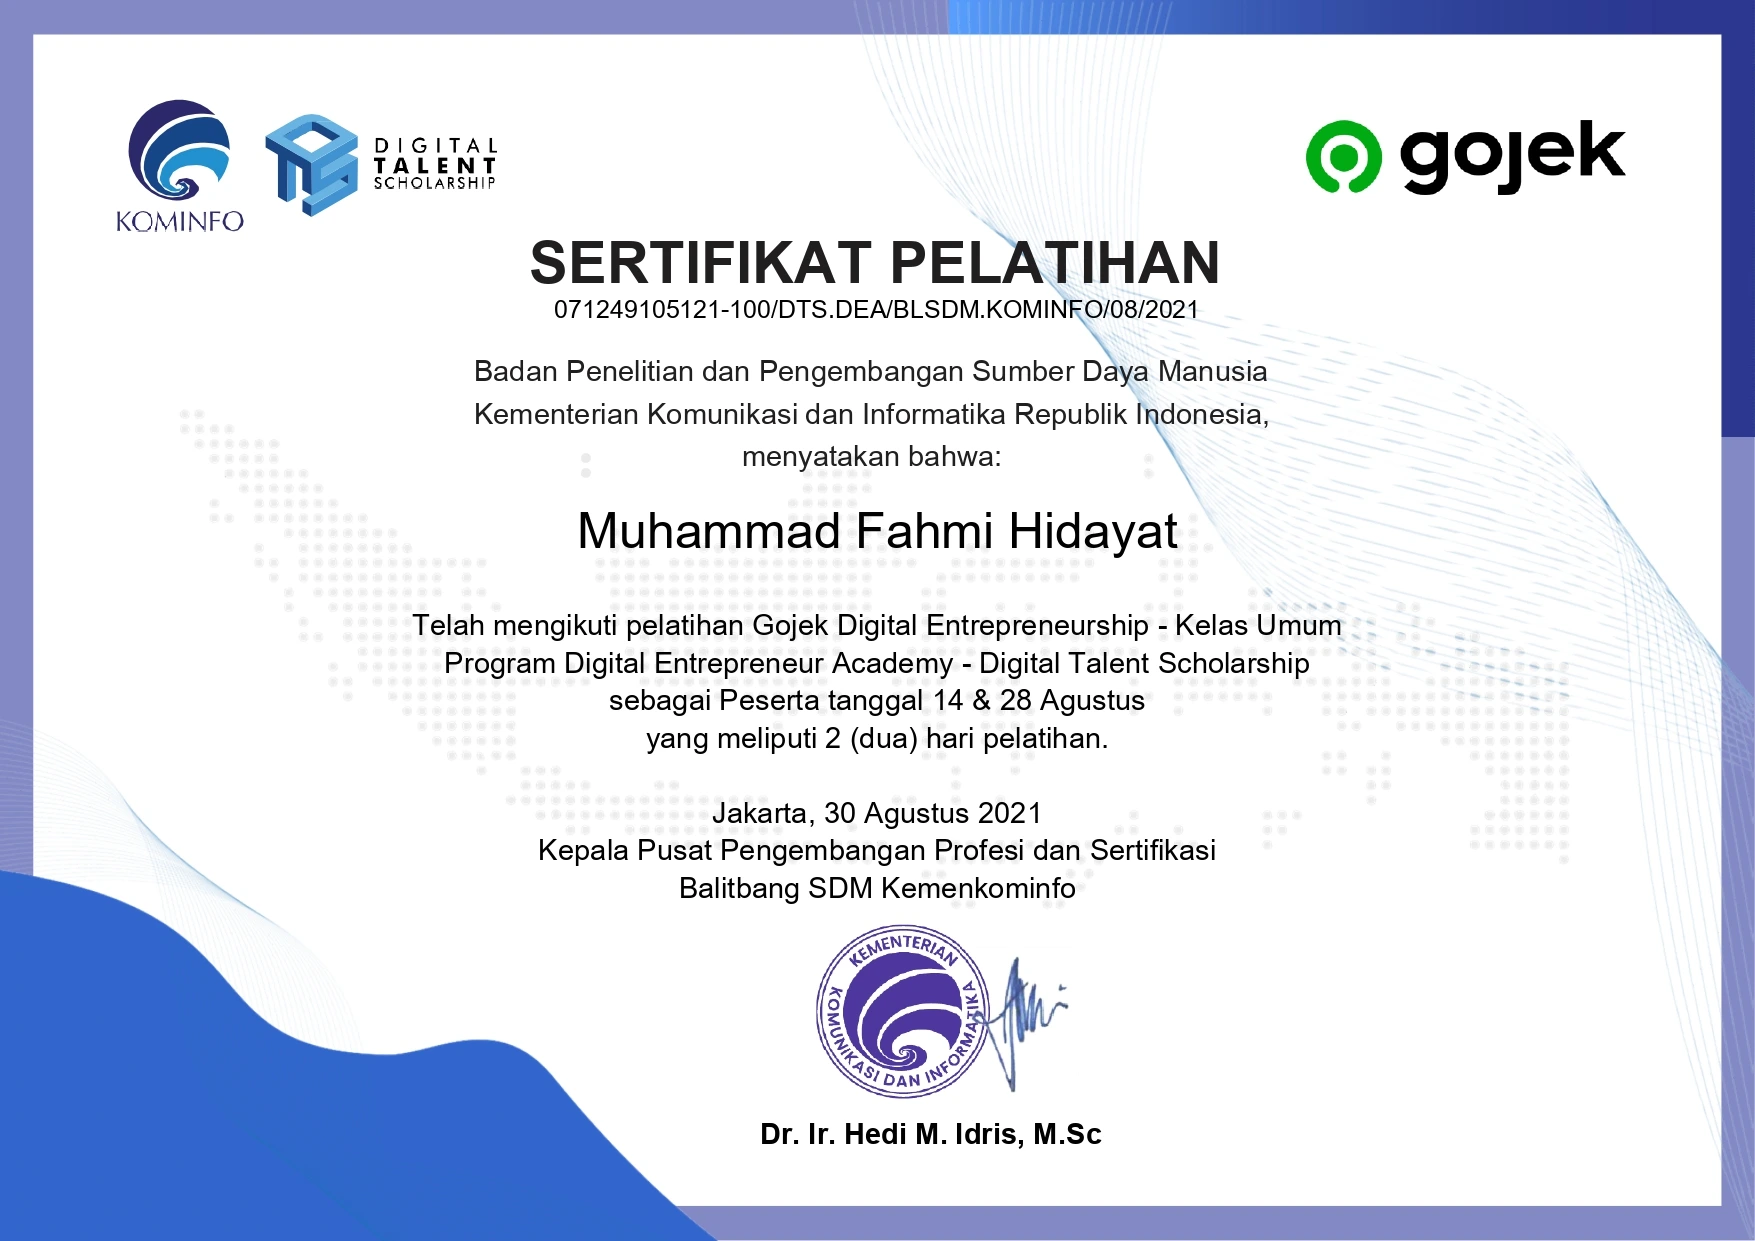 KOMINFO
DIGITAL
TALENT
SCHOLARSHIP
gojek
SERTIFIKAT PELATIHAN
071249105121-100/DTS.DEA/BLSDM.KOMINFO/08/2021
Badan Penelitian dan Pengembangan Sumber Daya Manusia
Kementerian Komunikasi dan Informatika Republik Indonesia,
menyatakan bahwa:
Muhammad Fahmi Hidayat
Telah mengikuti pelatihan Gojek Digital Entrepreneurship - Kelas Umum
Program Digital Entrepreneur Academy - Digital Talent Scholarship
sebagai Peserta tanggal 14 & 28 Agustus
yang meliputi 2 (dua) hari pelatihan.
Jakarta, 30 Agustus 2021
Kepala Pusat Pengembangan Profesi dan Sertifikasi
Balitbang SDM Kemenkominfo
KEMENTERIAN
KOMUNIKASI DAN INFORMATIKA
Dr. Ir. Hedi M. Idris, M.Sc